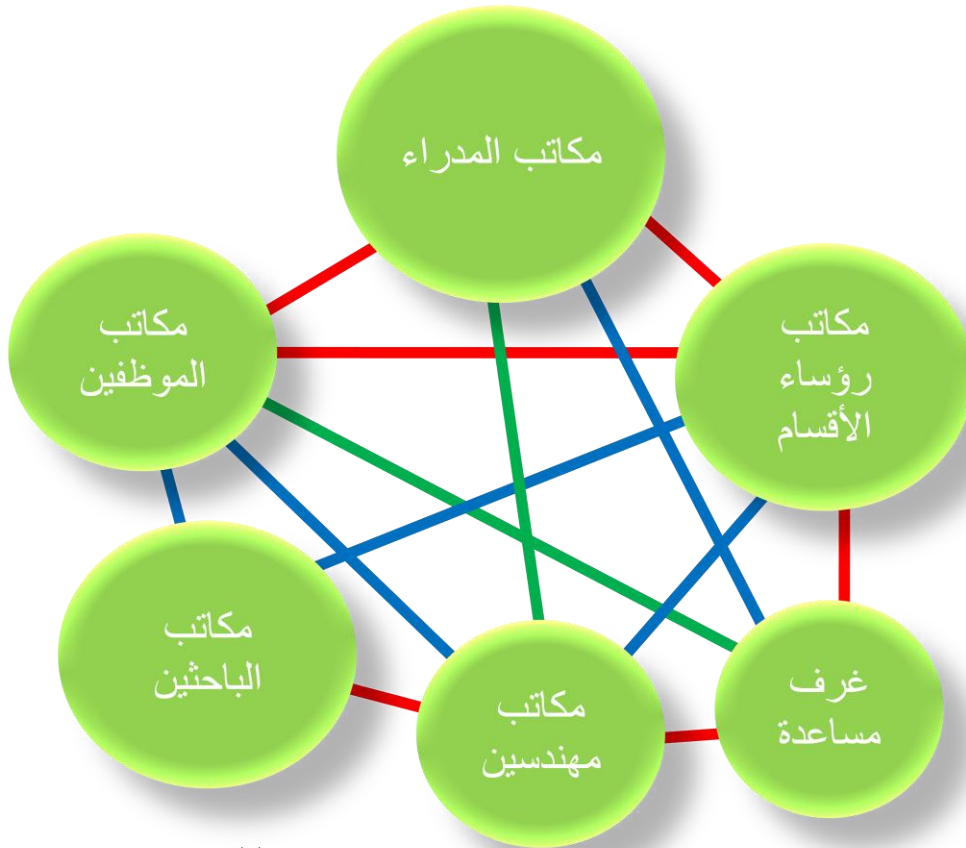 مكاتب المدراء
مكاتب
الموظفين
مكاتب
رؤساء
الأقسام
مكاتب
الباحثين
مكاتب
مهندسين
غرف
مساعدة